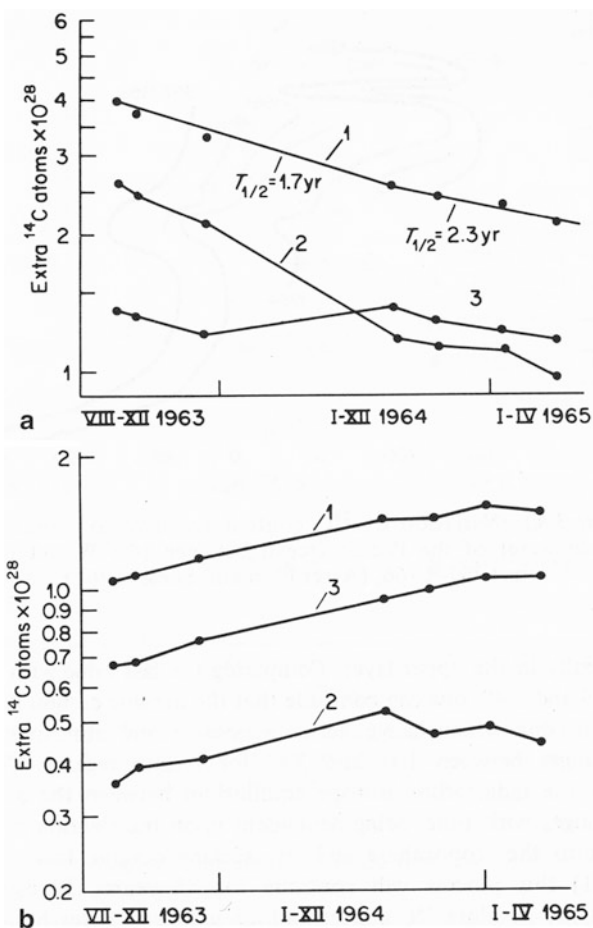 6
5
4
3
2
1
Extra ¹⁴C atoms×10²⁸
1
T₁/₂=1.7yr
2
T₁/₂=2.3yr
3
a
VIII-XII 1963
I-XII 1964
I-IV 1965
2
1.0
0.9
0.8
0.7
0.6
0.5
0.4
0.3
0.2
Extra ¹⁴C atoms×10²⁸
1
3
2
b
VII-XII 1963
I-XII 1964
I-IV 1965